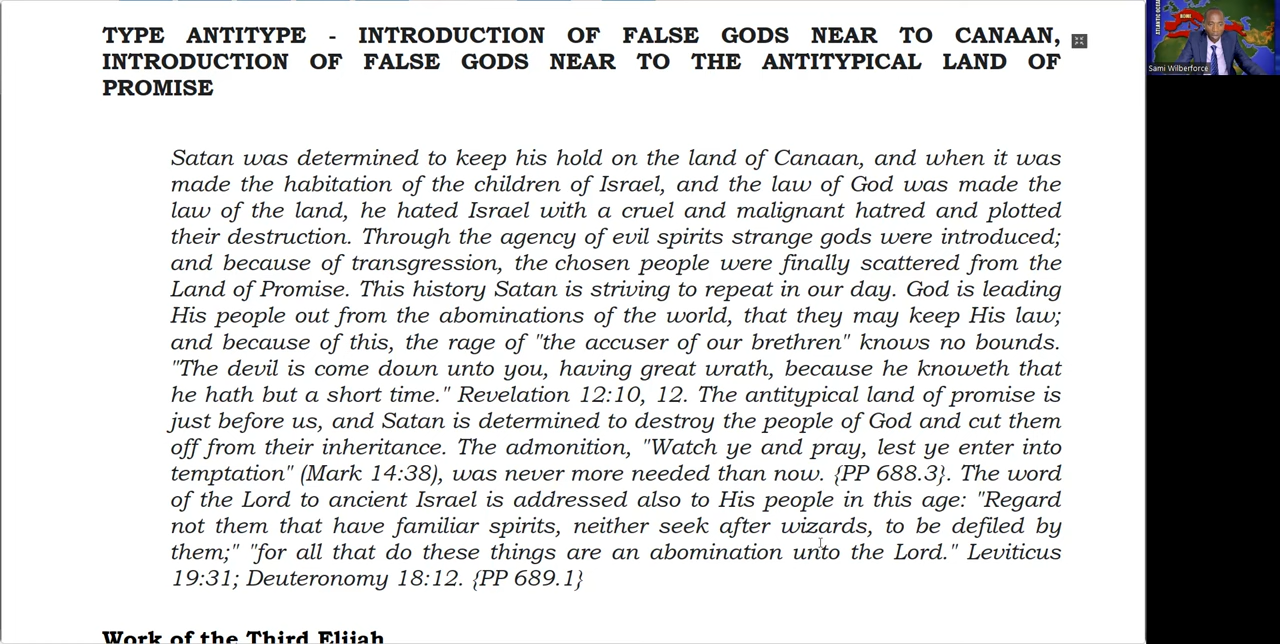 TYPE ANTITYPE - INTRODUCTION OF FALSE GODS NEAR TO CANAAN,
INTRODUCTION OF FALSE GODS NEAR TO THE ANTITYPICAL LAND OF
PROMISE
Satan was determined to keep his hold on the land of Canaan, and when it was
made the habitation of the children of Israel, and the law of God was made the
law of the land, he hated Israel with a cruel and malignant hatred and plotted
their destruction. Through the agency of evil spirits strange gods were introduced;
and because of transgression, the chosen people were finally scattered from the
Land of Promise. This history Satan is striving to repeat in our day. God is leading
His people out from the abominations of the world, that they may keep His law;
and because of this, the rage of "the accuser of our brethren" knows no bounds.
"The devil is come down unto you, having great wrath, because he knoweth that
he hath but a short time." Revelation 12:10, 12. The antitypical land of promise is
just before us, and Satan is determined to destroy the people of God and cut them
off from their inheritance. The admonition, "Watch ye and pray, lest ye enter into
temptation" (Mark 14:38), was never more needed than now. {PP 688.3}. The word
of the Lord to ancient Israel is addressed also to His people in this age: "Regard
not them that have familiar spirits, neither seek after wizards, to be defiled by
them;" "for all that do these things are an abomination unto the Lord." Leviticus
19:31; Deuteronomy 18:12. {PP 689.1}
Work of the Third Elijah
ATLANTIC OCEA
Sami Wilberforce